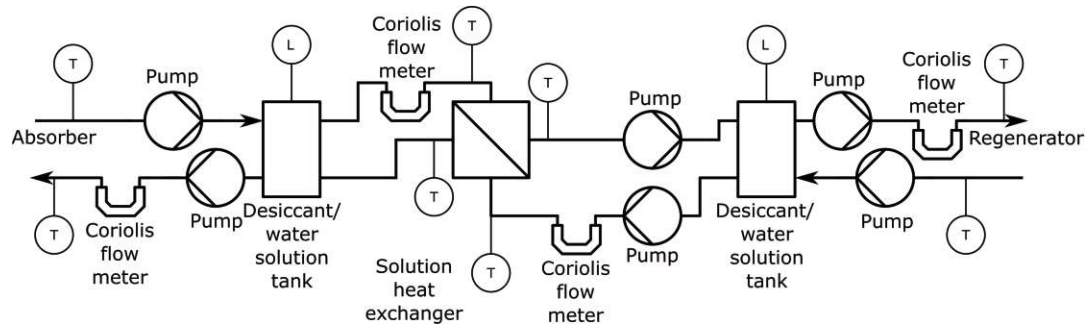 T
L
Coriolis
flow
meter
T
T
L
Coriolis
flow
meter
T
Pump
Pump
Pump
Absorber
Regenerator
T
Coriolis
flow
meter
Pump
Desiccant/
water
solution
tank
T
Solution
heat
exchanger
T
Coriolis
flow
meter
Pump
Desiccant/
water
solution
tank
Pump
T